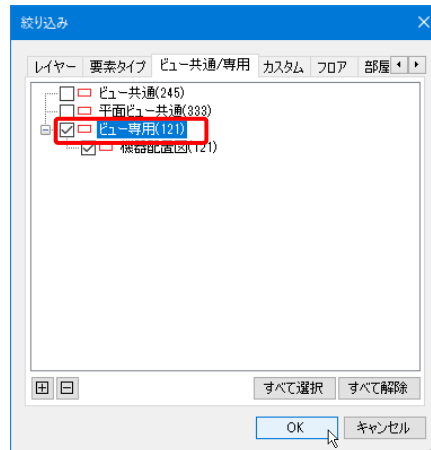 絞り込み
レイヤー 要素タイプ ビュー共通/専用 カスタム フロア 部屋
ビュー共通(245)
平面ビュー共通(333)
ビュー専用(121)
機器配置図(121)
すべて選択 すべて解除
OK キャンセル